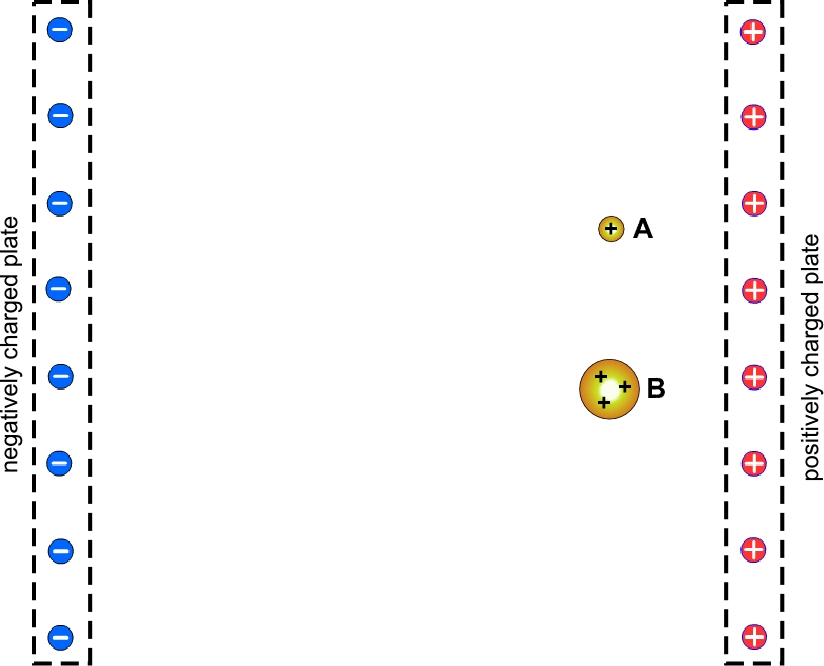 negatively charged plate
A
B
positively charged plate